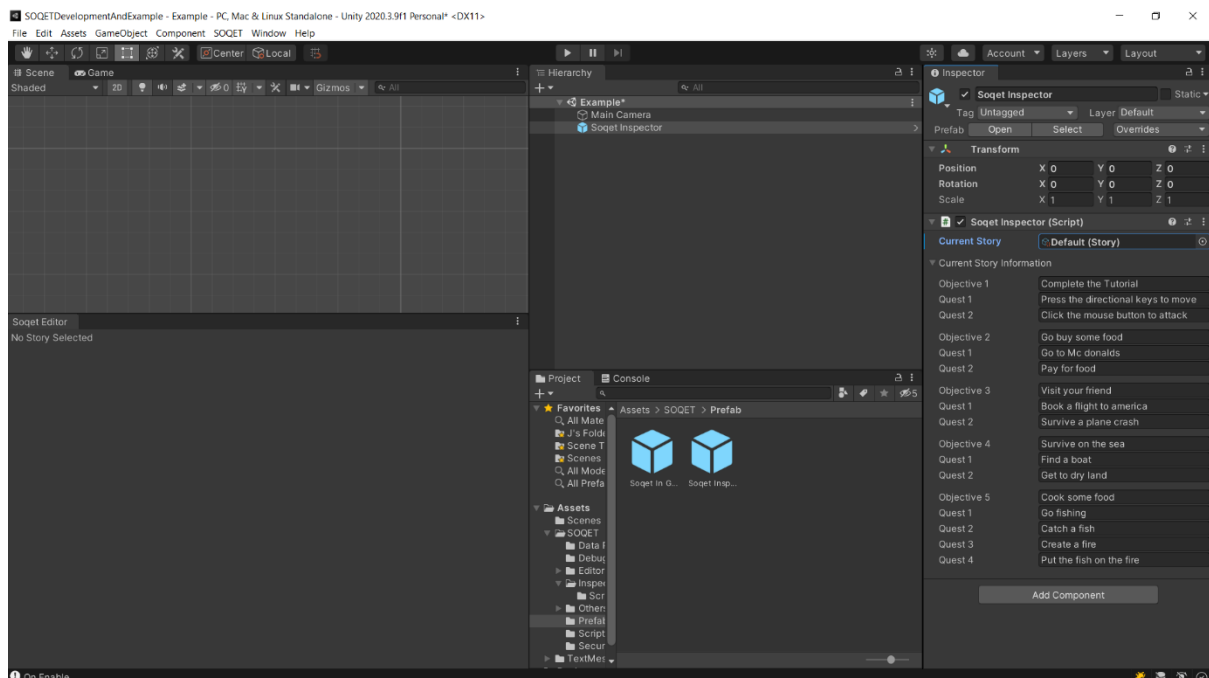 SOQETDevelopmentAndExample - Example - PC, Mac & Linux Standalone - Unity 2020.3.9f1 Personal* <DX11>
File Edit Assets GameObject Component SOQET Window Help
Center Local Account Layers Layout
Scene Game
Shaded 2D 0 Gizmos All
Soqet Editor
No Story Selected
Hierarchy
All
Example*
Main Camera
Soqet Inspector
Project Console
5
Favorites Assets > SOQET > Prefab
All Mate
J's Folde
Scene T
Scenes
All Mode
All Prefa
Soqet In G... Soqet Insp...
Assets
Scenes
SOQET
Data F
Debug
Editor
Inspe
Scr
Others
Prefab
Script
Secur
TextMes
Inspector
Soqet Inspector Static
Tag Untagged Layer Default
Prefab Open Select Overrides
Transform
Position X 0 Y 0 Z 0
Rotation X 0 Y 0 Z 0
Scale X 1 Y 1 Z 1
# Soqet Inspector (Script)
Current Story Default (Story)
Current Story Information
Objective 1 Complete the Tutorial
Quest 1 Press the directional keys to move
Quest 2 Click the mouse button to attack
Objective 2 Go buy some food
Quest 1 Go to Mc donalds
Quest 2 Pay for food
Objective 3 Visit your friend
Quest 1 Book a flight to america
Quest 2 Survive a plane crash
Objective 4 Survive on the sea
Quest 1 Find a boat
Quest 2 Get to dry land
Objective 5 Cook some food
Quest 1 Go fishing
Quest 2 Catch a fish
Quest 3 Create a fire
Quest 4 Put the fish on the fire
Add Component
On Enable